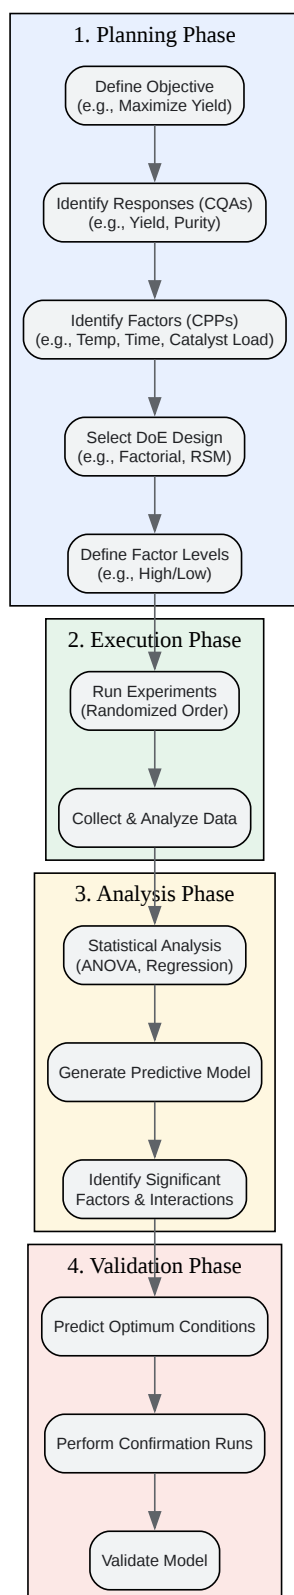 1. Planning Phase
Define Objective
(e.g., Maximize Yield)
Identify Responses (CQAs)
(e.g., Yield, Purity)
Identify Factors (CPPs)
(e.g., Temp, Time, Catalyst Load)
Select DoE Design
(e.g., Factorial, RSM)
Define Factor Levels
(e.g., High/Low)
2. Execution Phase
Run Experiments
(Randomized Order)
Collect & Analyze Data
3. Analysis Phase
Statistical Analysis
(ANOVA, Regression)
Generate Predictive Model
Identify Significant
Factors & Interactions
4. Validation Phase
Predict Optimum Conditions
Perform Confirmation Runs
Validate Model